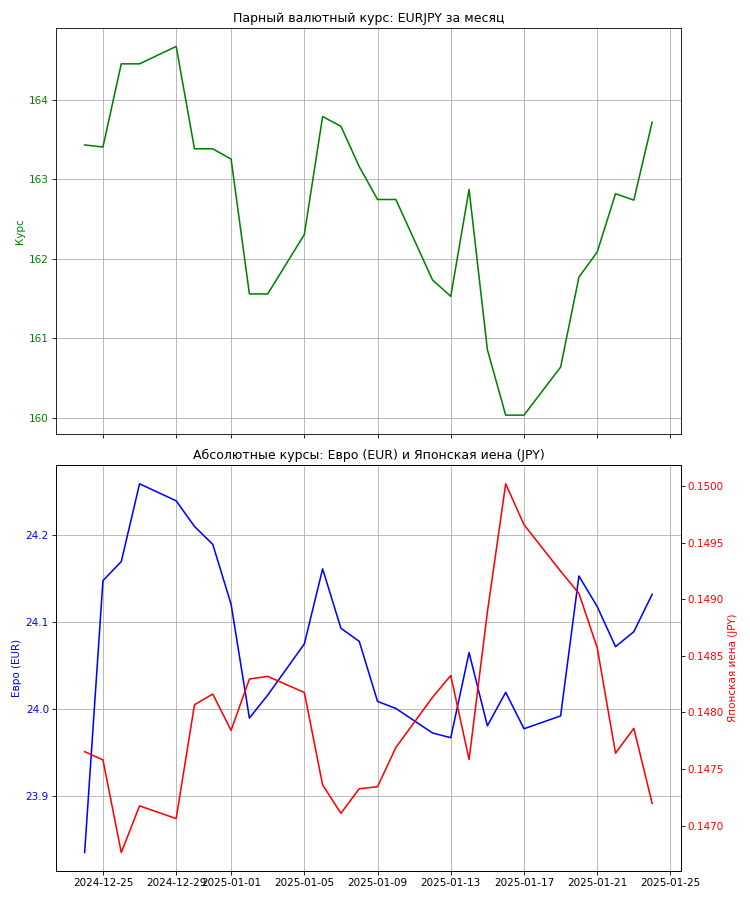 Парный валютный курс: EURJPY за месяц
Курс
164
163
162
161
160
Абсолютные курсы: Евро (EUR) и Японская иена (JPY)
Евро (EUR)
24.2
24.1
24.0
23.9
0.1500
0.1495
0.1490
0.1485
0.1480
0.1475
0.1470
Японская иена (JPY)
2024-12-25 2024-12-29 2025-01-01 2025-01-05 2025-01-09 2025-01-13 2025-01-17 2025-01-21 2025-01-25